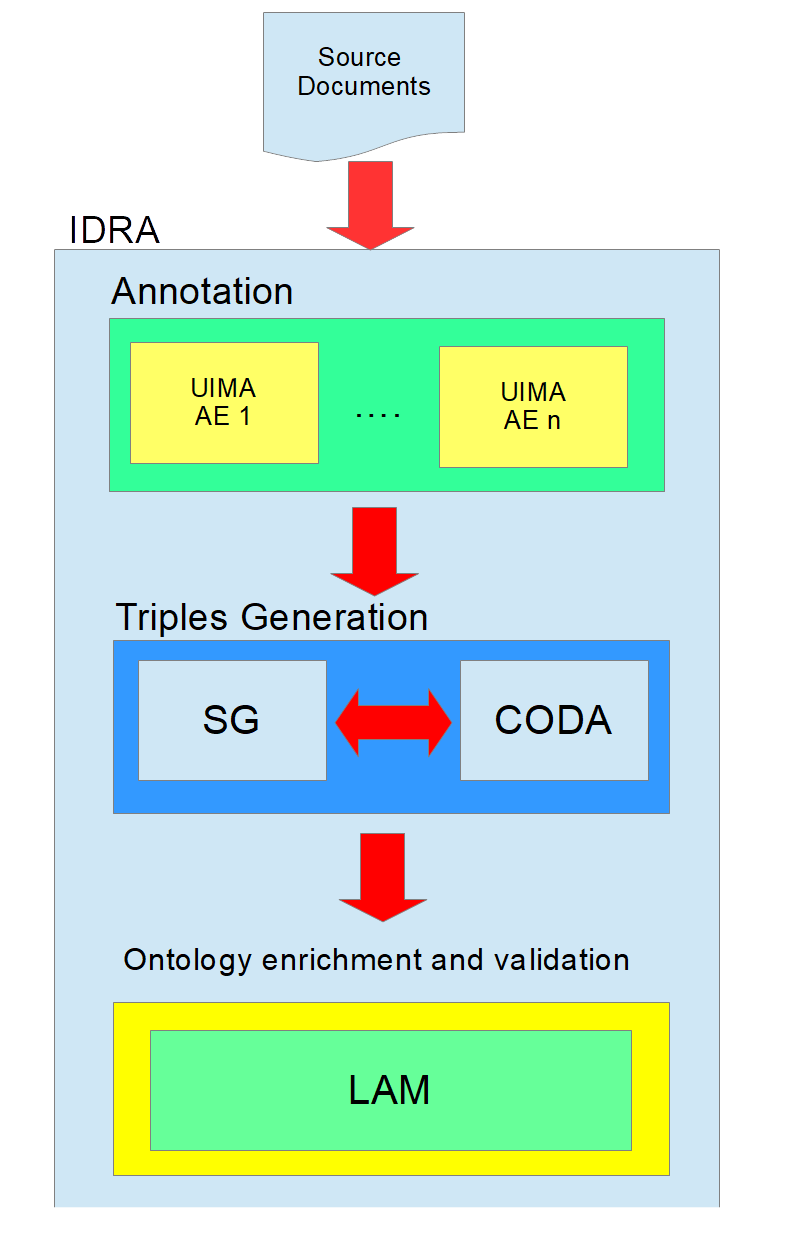 Source
Documents
IDRA
Annotation
UIMA
AE 1
....
UIMA
AE n
Triples Generation
SG
CODA
Ontology enrichment and validation
LAM